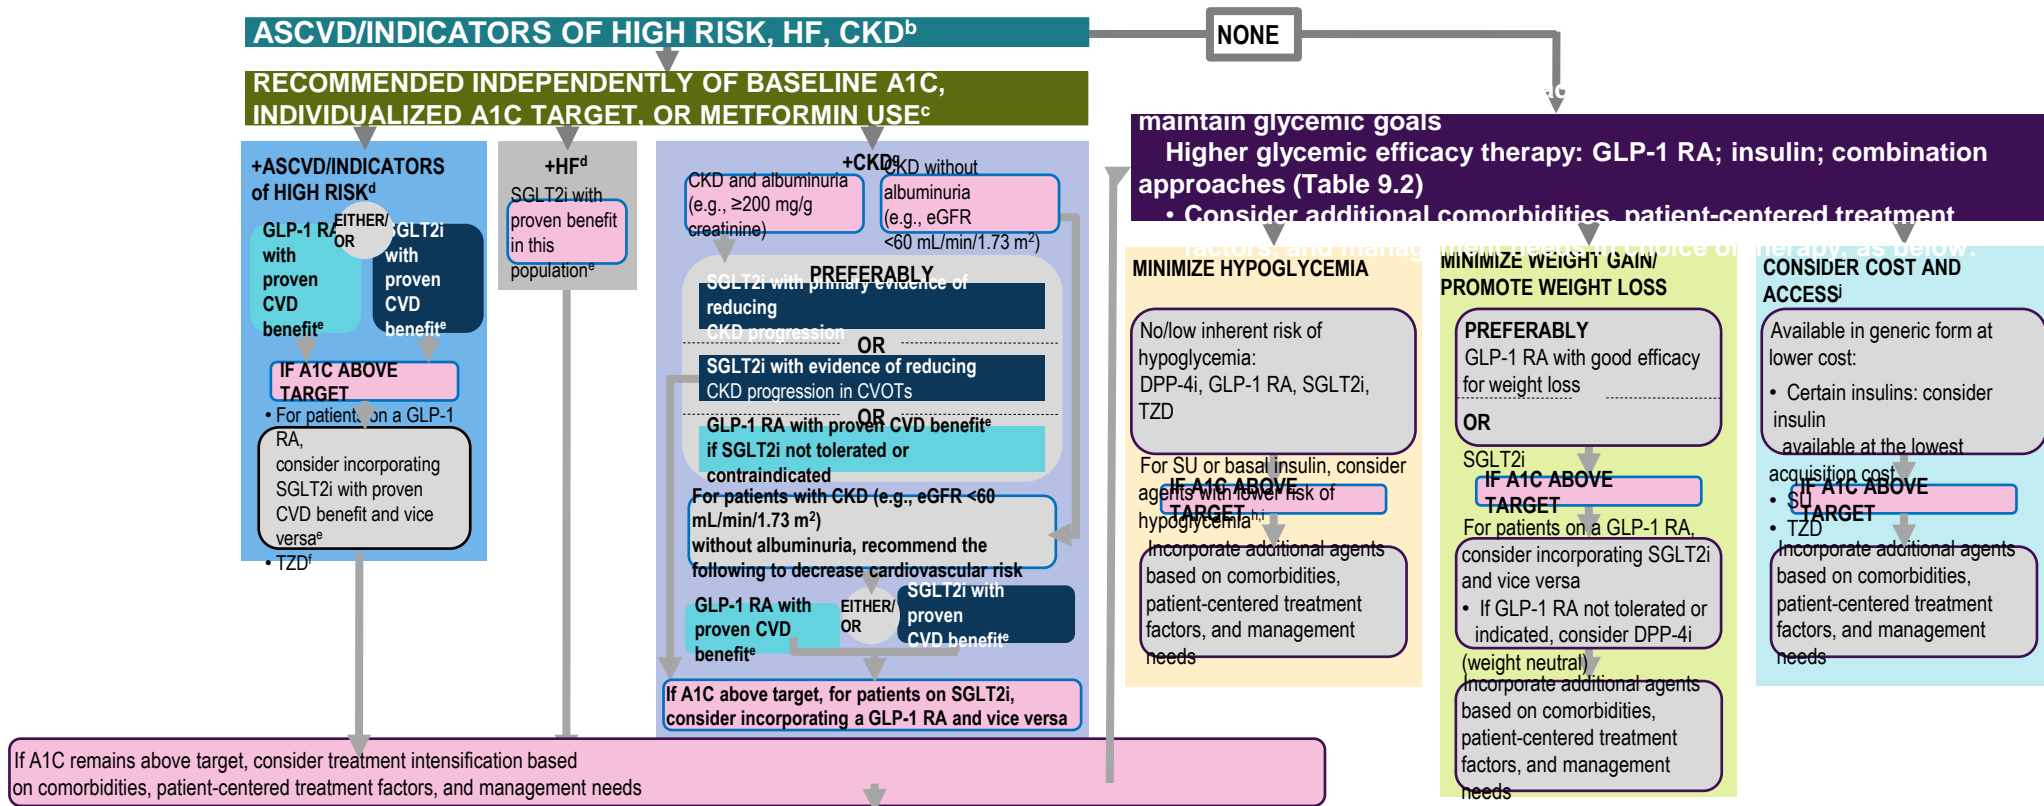 ASCVD/INDICATORS OF HIGH RISK, HF, CKDᵇ
NONE
RECOMMENDED INDEPENDENTLY OF BASELINE A1C,
INDIVIDUALIZED A1C TARGET, OR METFORMIN USEᶜ
+ASCVD/INDICATORS
of HIGH RISKᵈ
GLP-1 RA
with
proven
CVD
benefitᵉ
EITHER/
OR
SGLT2i
with
proven
CVD
benefitᵉ
IF A1C ABOVE
TARGET
• For patients on a GLP-1
RA,
consider incorporating
SGLT2i with proven
CVD benefit and vice
versaᵉ
• TZDᶠ
+HFᵈ
SGLT2i with
proven benefit
in this
populationᵉ
+CKD
CKD and albuminuria
(e.g., ≥200 mg/g
creatinine)
CKD without
albuminuria
(e.g., eGFR
<60 mL/min/1.73 m²)
PREFERABLY
SGLT2i with primary evidence of
reducing
CKD progression
OR
SGLT2i with evidence of reducing
CKD progression in CVOTs
OR
GLP-1 RA with proven CVD benefitᵉ
if SGLT2i not tolerated or
contraindicated
For patients with CKD (e.g., eGFR <60
mL/min/1.73 m²)
without albuminuria, recommend the
following to decrease cardiovascular risk
GLP-1 RA with
proven CVD
benefitᵉ
EITHER/
OR
SGLT2i with
proven
CVD benefitᵉ
If A1C above target, for patients on SGLT2i,
consider incorporating a GLP-1 RA and vice versa
If A1C remains above target, consider treatment intensification based
on comorbidities, patient-centered treatment factors, and management needs
maintain glycemic goals
Higher glycemic efficacy therapy: GLP-1 RA; insulin; combination
approaches (Table 9.2)
• Consider additional comorbidities, patient-centered treatment
factors, and management needs in choice of therapy, as below:
MINIMIZE HYPOGLYCEMIA
No/low inherent risk of
hypoglycemia:
DPP-4i, GLP-1 RA, SGLT2i,
TZD
For SU or basal insulin, consider
agents with lower risk of
hypoglycemia
IF A1C ABOVE
TARGETʰ,ⁱ
Incorporate additional agents
based on comorbidities,
patient-centered treatment
factors, and management
needs
MINIMIZE WEIGHT GAIN/
PROMOTE WEIGHT LOSS
PREFERABLY
GLP-1 RA with good efficacy
for weight loss
OR
SGLT2i
IF A1C ABOVE
TARGET
For patients on a GLP-1 RA,
consider incorporating SGLT2i
and vice versa
• If GLP-1 RA not tolerated or
indicated, consider DPP-4i
(weight neutral)
Incorporate additional agents
based on comorbidities,
patient-centered treatment
factors, and management
needs
CONSIDER COST AND
ACCESSʲ
Available in generic form at
lower cost:
• Certain insulins: consider
insulin
available at the lowest
acquisition cost
• SU
• TZD
IF A1C ABOVE
TARGET
Incorporate additional agents
based on comorbidities,
patient-centered treatment
factors, and management
needs